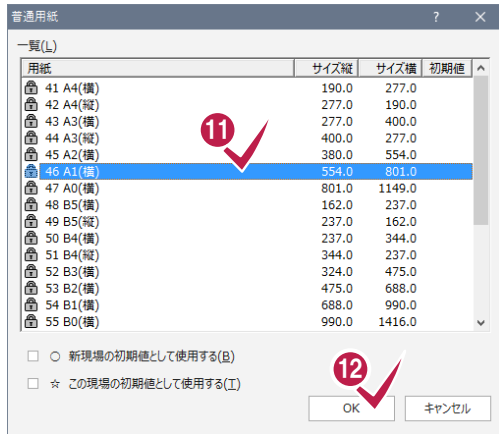 普通用紙 ? ×
一覧(L)
用紙 サイズ縦 サイズ横 初期値
41 A4(横) 190.0 277.0
42 A4(縦) 277.0 190.0
43 A3(横) 277.0 400.0
44 A3(縦) 400.0 277.0
45 A2(横) 380.0 554.0
46 A1(横) 554.0 801.0
47 A0(横) 801.0 1149.0
48 B5(横) 162.0 237.0
49 B5(縦) 237.0 162.0
50 B4(横) 237.0 344.0
51 B4(縦) 344.0 237.0
52 B3(横) 324.0 475.0
53 B2(横) 475.0 688.0
54 B1(横) 688.0 990.0
55 B0(横) 990.0 1416.0
11
○ 新現場の初期値として使用する(B)
☆ この現場の初期値として使用する(T)
12
OK キャンセル